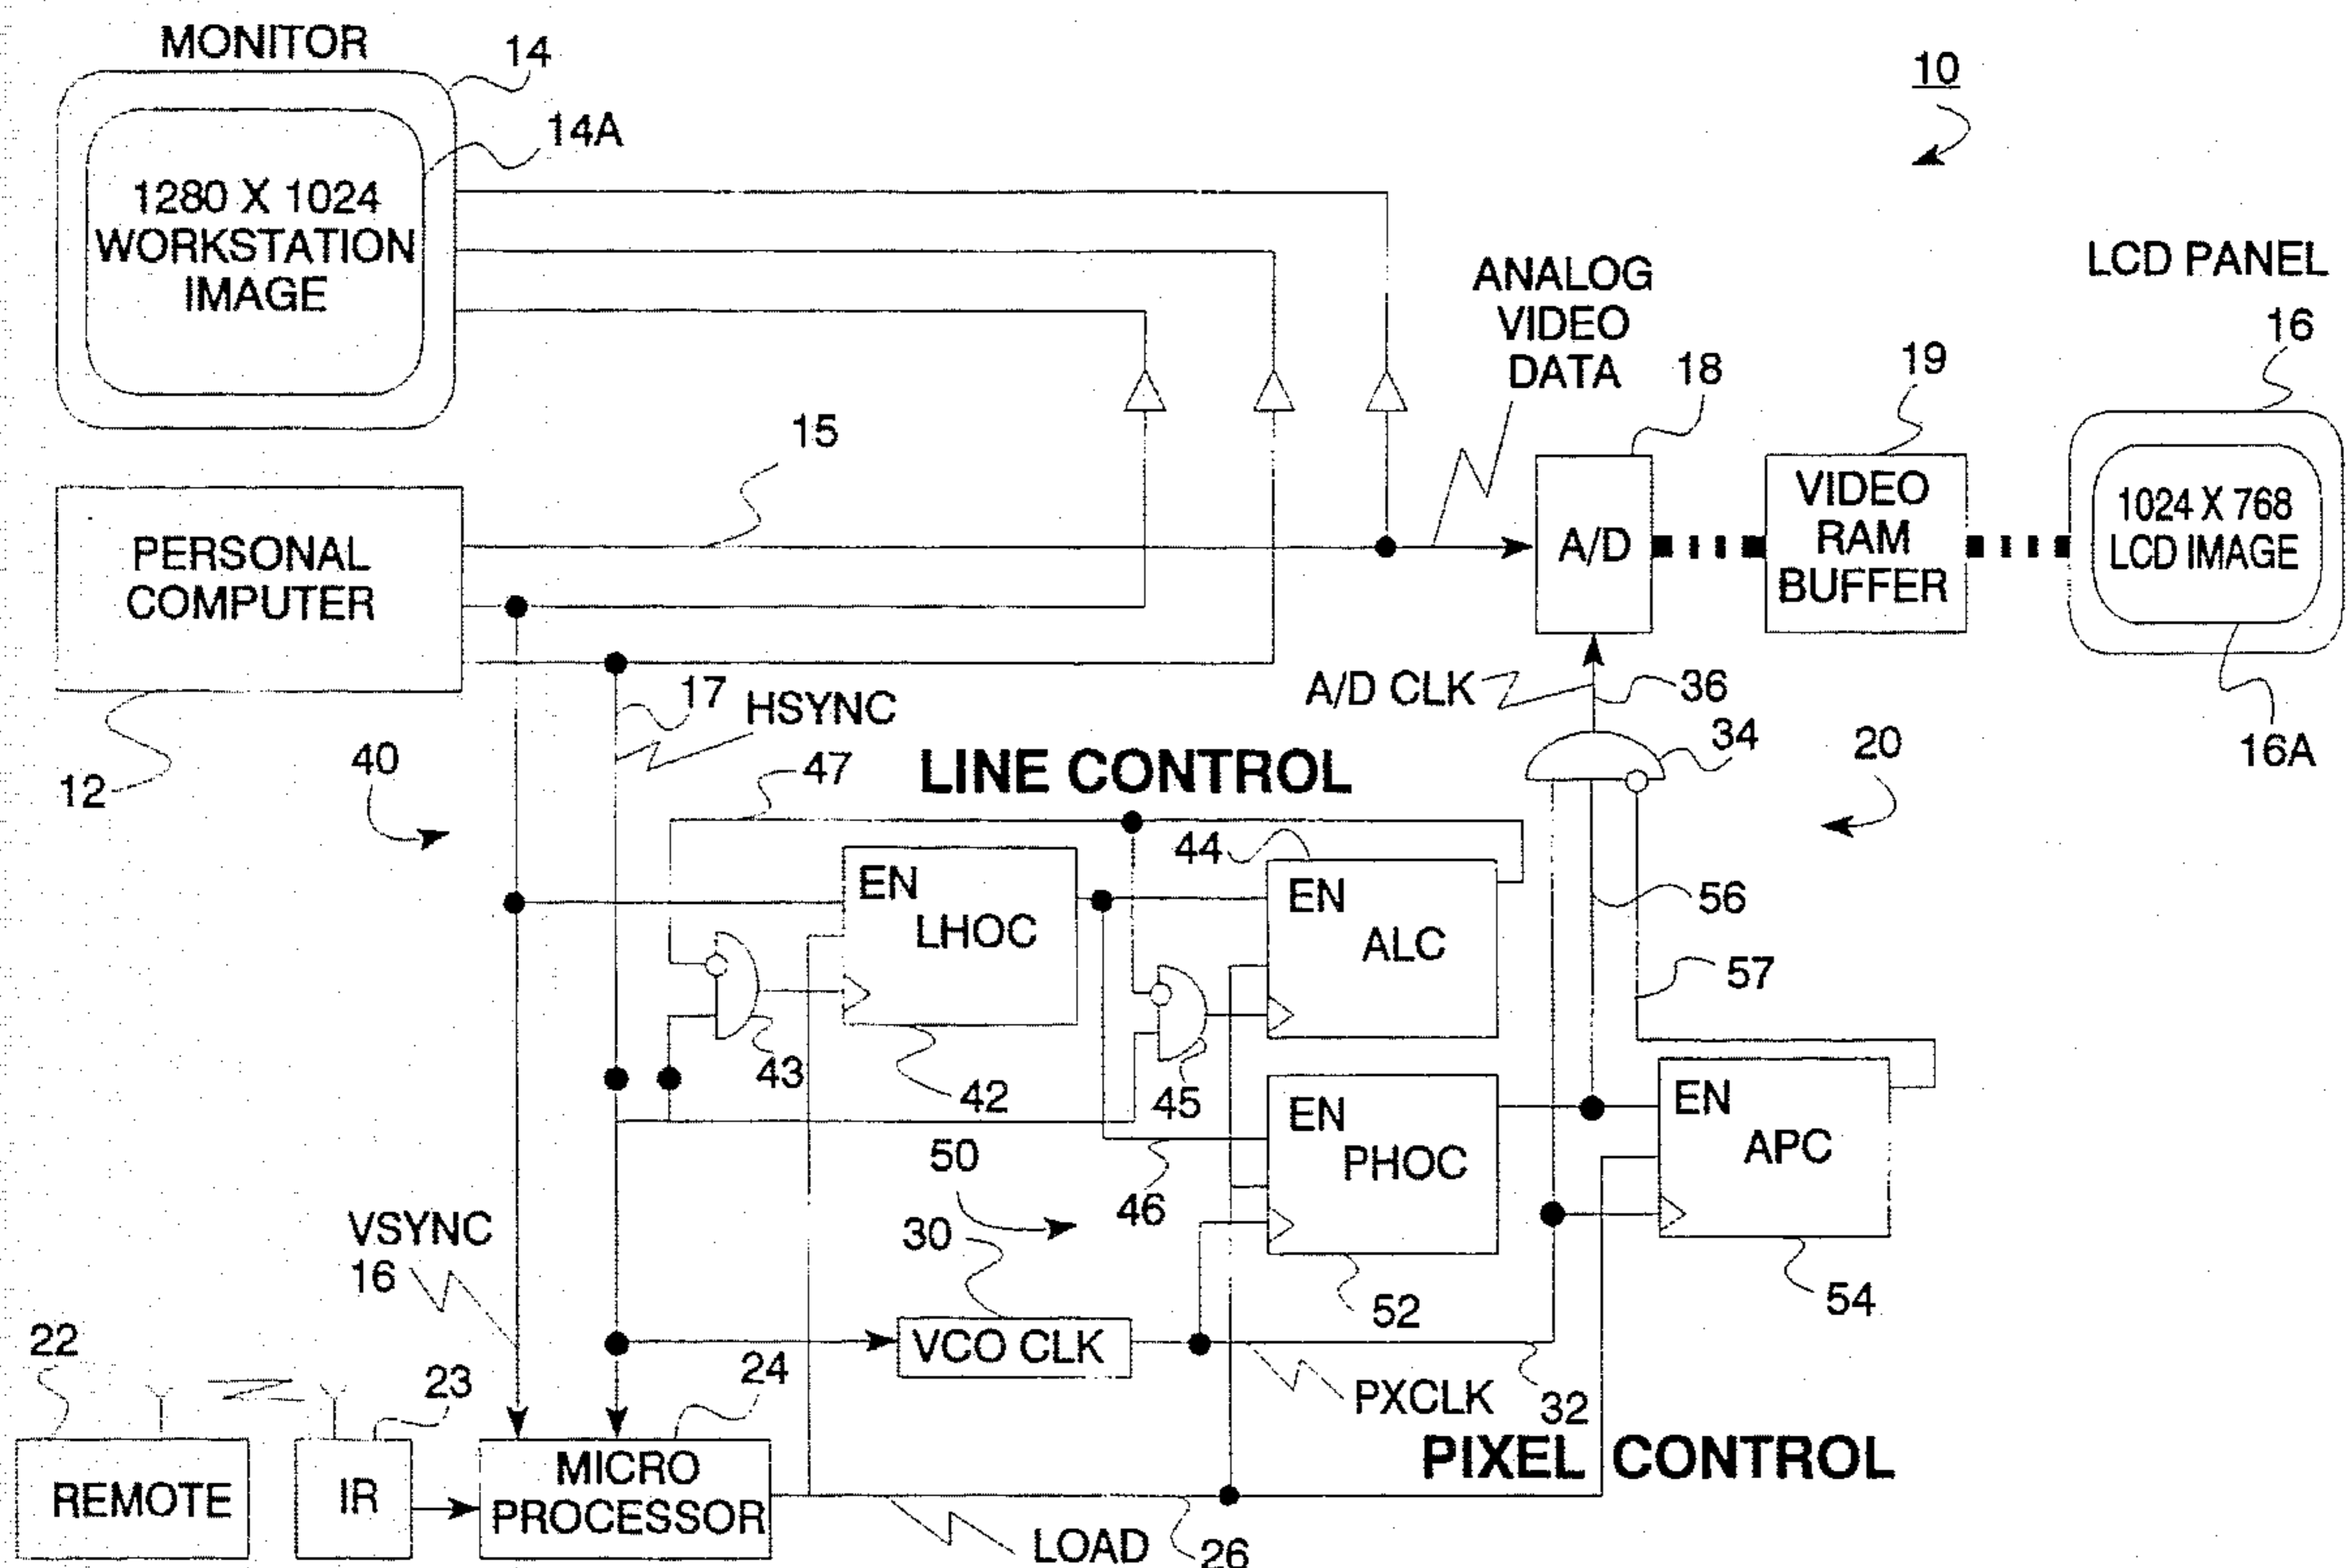 MONITOR
14
14A
1280 X 1024
WORKSTATION
IMAGE
10
LCD PANEL
16
ANALOG
VIDEO
DATA
18
19
15
PERSONAL
COMPUTER
A/D
VIDEO
RAM
BUFFER
1024 X 768
LCD IMAGE
12
17
HSYNC
A/D CLK
36
34
20
16A
40
47
LINE CONTROL
44
EN
LHOC
EN
ALC
56
57
43
42
45
EN
PHOC
EN
APC
50
46
30
VSYNC
16
52
54
VCO CLK
22
23
24
PXCLK
32
PIXEL CONTROL
REMOTE
IR
MICRO
PROCESSOR
LOAD
26